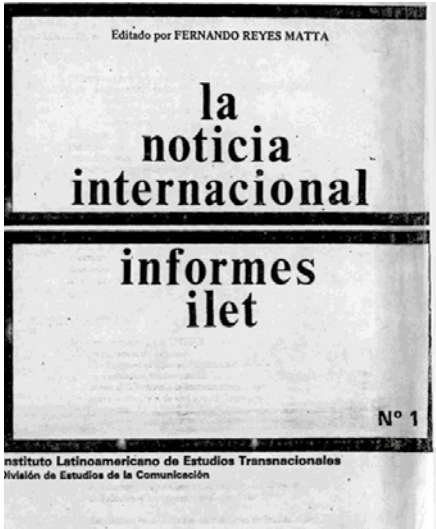 Editado por FERNANDO REYES MATTA
la
noticia
internacional
informes
ilet
Nº 1
nstituto Latinoamericano de Estudios Transnacionales
División de Estudios de la Comunicación